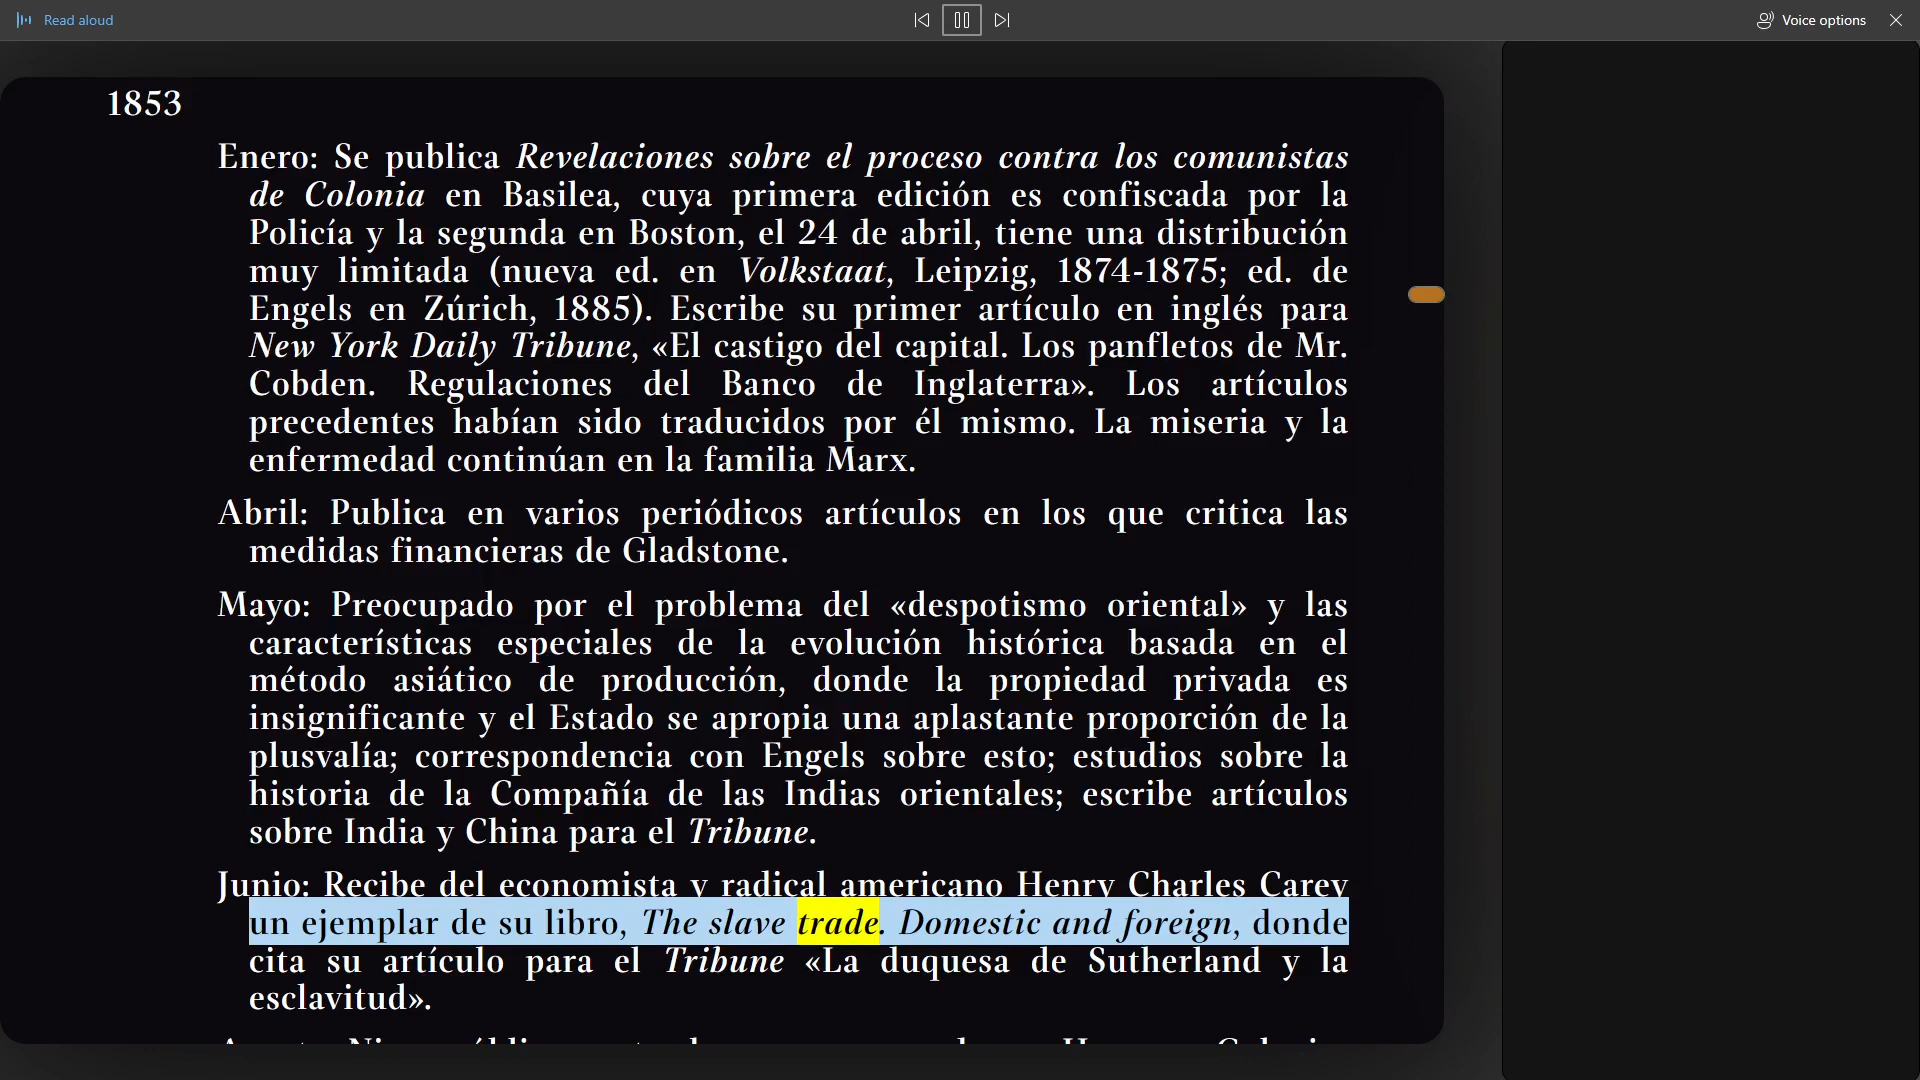 Read aloud
Voice options
1853
Enero: Se publica Revelaciones sobre el proceso contra los comunistas
de Colonia en Basilea, cuya primera edición es confiscada por la
Policía y la segunda en Boston, el 24 de abril, tiene una distribución
muy limitada (nueva ed. en Volkstaat, Leipzig, 1874-1875; ed. de
Engels en Zúrich, 1885). Escribe su primer artículo en inglés para
New York Daily Tribune, «El castigo del capital. Los panfletos de Mr.
Cobden. Regulaciones del Banco de Inglaterra». Los artículos
precedentes habían sido traducidos por él mismo. La miseria y la
enfermedad continúan en la familia Marx.
Abril: Publica en varios periódicos artículos en los que critica las
medidas financieras de Gladstone.
Mayo: Preocupado por el problema del «despotismo oriental» y las
características especiales de la evolución histórica basada en el
método asiático de producción, donde la propiedad privada es
insignificante y el Estado se apropia una aplastante proporción de la
plusvalía; correspondencia con Engels sobre esto; estudios sobre la
historia de la Compañía de las Indias orientales; escribe artículos
sobre India y China para el Tribune.
Junio: Recibe del economista y radical americano Henry Charles Carey
un ejemplar de su libro, The slave trade. Domestic and foreign, donde
cita su artículo para el Tribune «La duquesa de Sutherland y la
esclavitud».